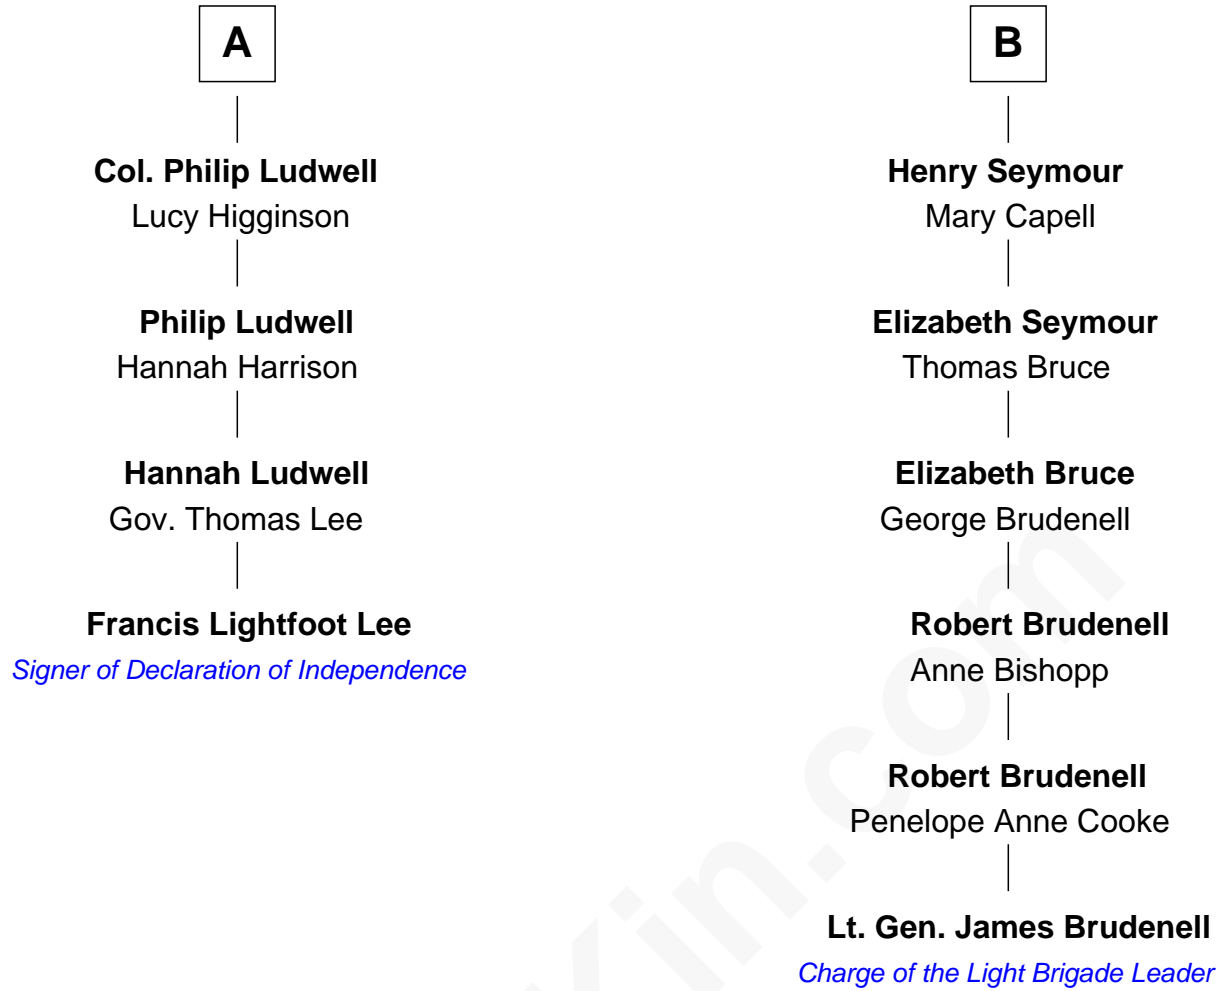 A
Col. Philip Ludwell
Lucy Higginson
Philip Ludwell
Hannah Harrison
Hannah Ludwell
Gov. Thomas Lee
Francis Lightfoot Lee
Signer of Declaration of Independence
B
Henry Seymour
Mary Capell
Elizabeth Seymour
Thomas Bruce
Elizabeth Bruce
George Brudenell
Robert Brudenell
Anne Bishopp
Robert Brudenell
Penelope Anne Cooke
Lt. Gen. James Brudenell
Charge of the Light Brigade Leader
Kin.com